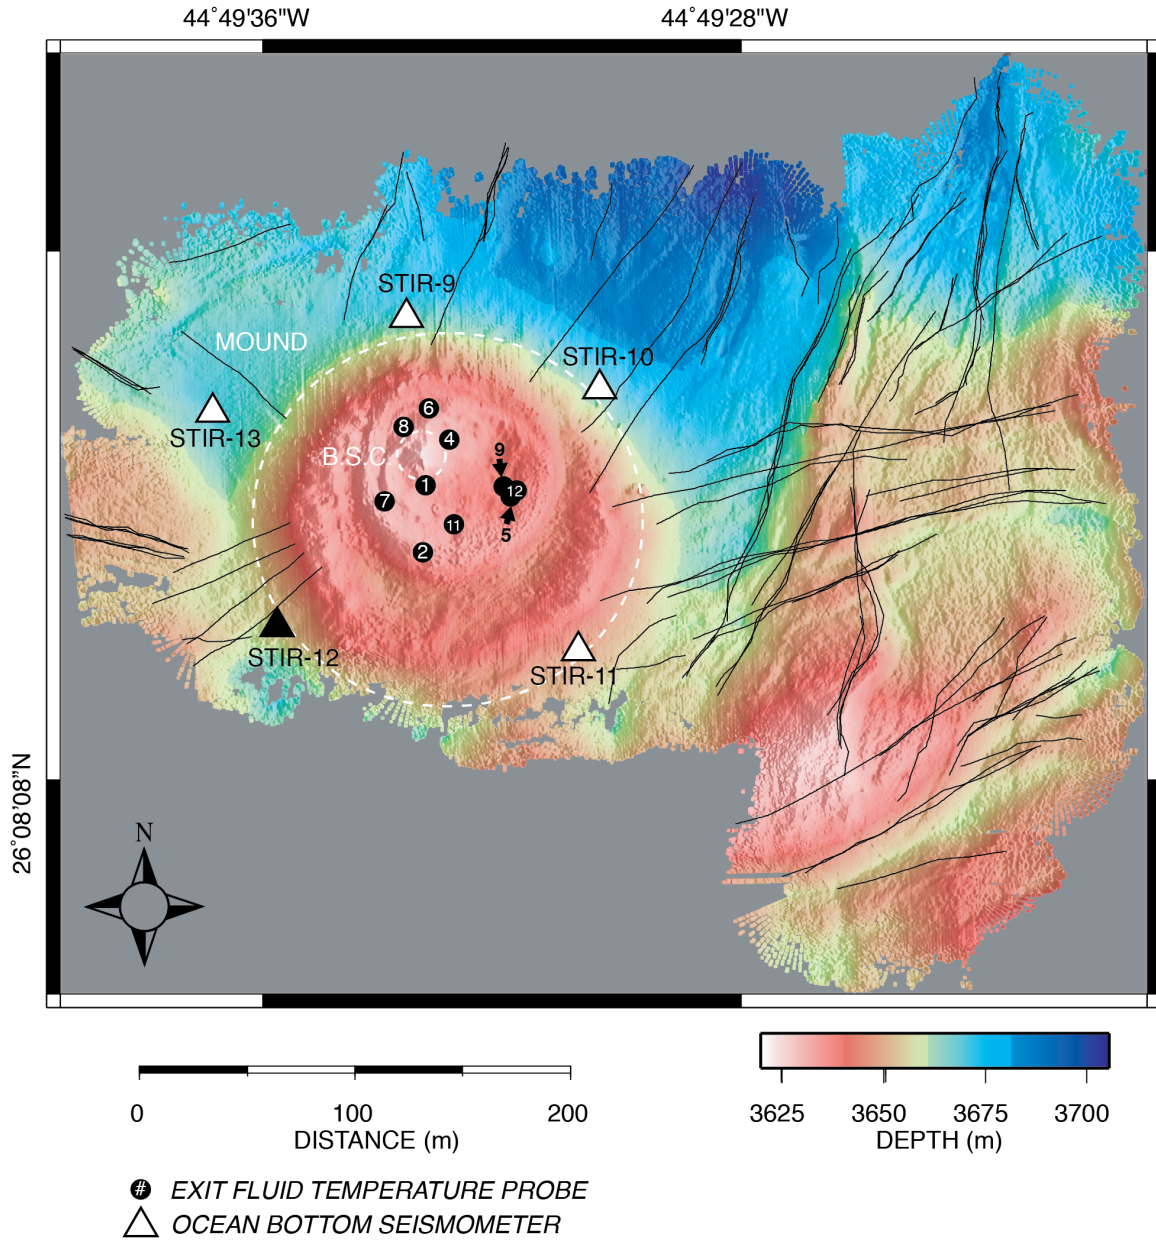 44°49'36"W 44°49'28"W
STIR-9
MOUND
STIR-10
6
STIR-13
8
4
9
B.S.C.
1
12
7
11
5
2
STIR-12
STIR-11
26°08'08"N
N
0 100 200
DISTANCE (m)
3625 3650 3675 3700
DEPTH (m)
# EXIT FLUID TEMPERATURE PROBE
OCEAN BOTTOM SEISMOMETER